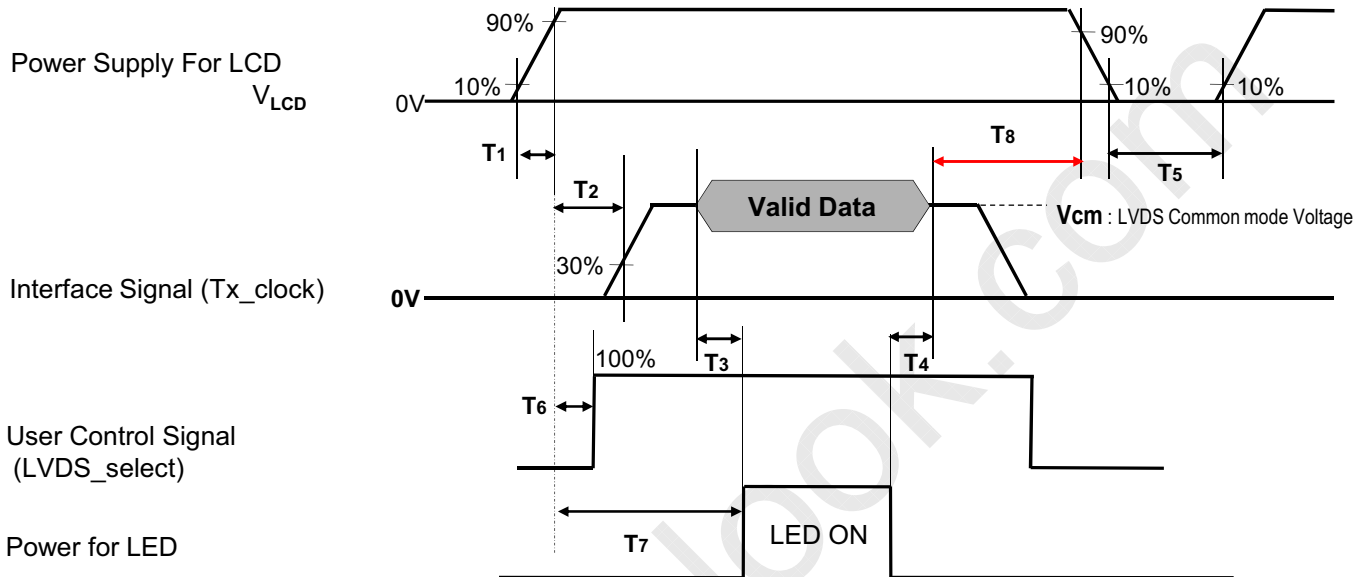 90%
90%
Power Supply For LCD
VLCD
10%
10%
10%
0V
T1
T8
T5
T2
Valid Data
Vcm : LVDS Common mode Voltage
30%
Interface Signal (Tx_clock)
0V
T3
T4
100%
T6
User Control Signal
(LVDS_select)
T7
LED ON
Power for LED
look.com